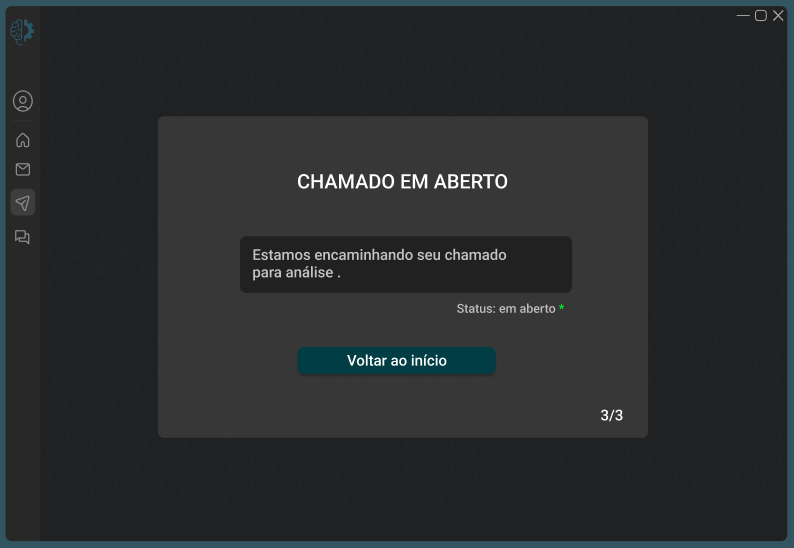 CHAMADO EM ABERTO
Estamos encaminhando seu chamado
para análise .
Status: em aberto *
Voltar ao início
3/3